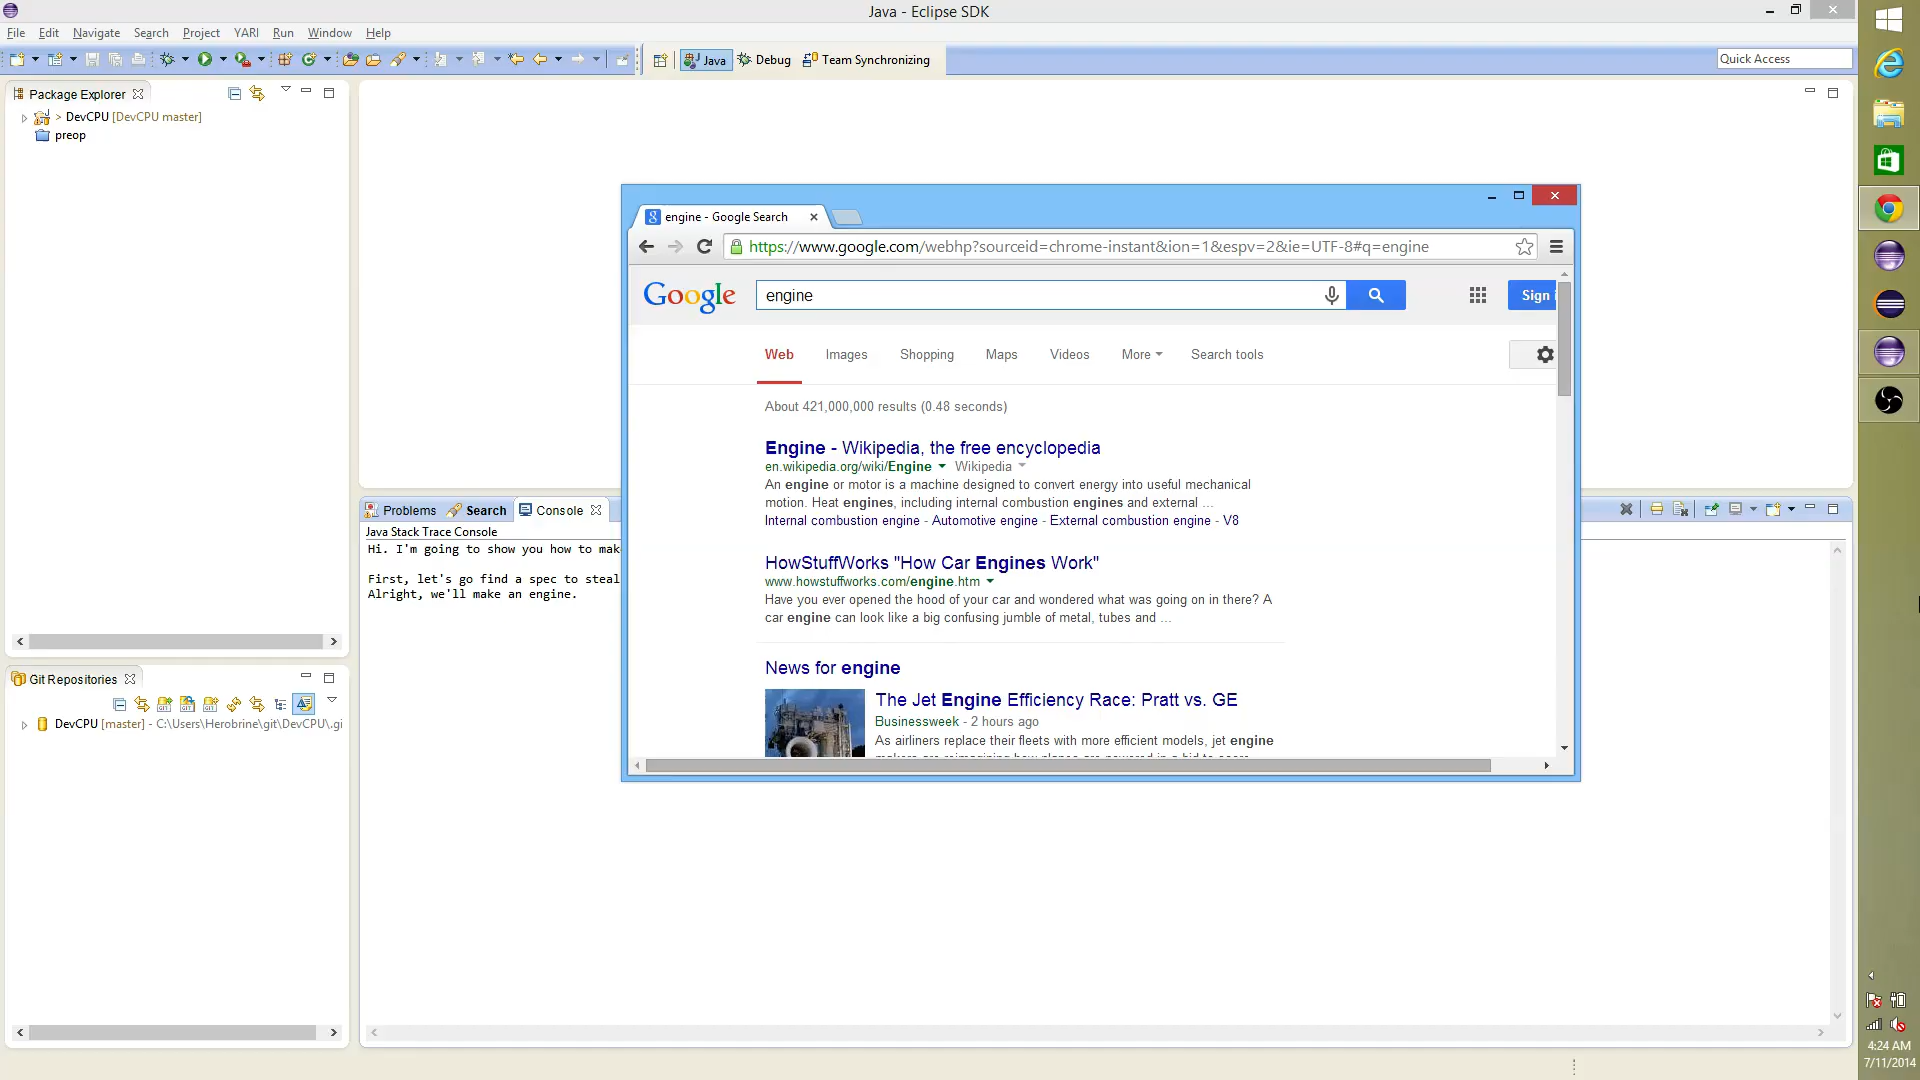 Java - Eclipse SDK
File Edit Navigate Search Project YARI Run Window Help
Java Debug Team Synchronizing Quick Access
Package Explorer
> DevCPU [DevCPU master]
preop
engine - Google Search
https://www.google.com/webhp?sourceid=chrome-instant&ion=1&espv=2&ie=UTF-8#q=engine
Google engine Sign
Web Images Shopping Maps Videos More Search tools
About 421,000,000 results (0.48 seconds)
Engine - Wikipedia, the free encyclopedia
en.wikipedia.org/wiki/Engine Wikipedia
An engine or motor is a machine designed to convert energy into useful mechanical
motion. Heat engines, including internal combustion engines and external ...
Internal combustion engine - Automotive engine - External combustion engine - V8
HowStuffWorks "How Car Engines Work"
www.howstuffworks.com/engine.htm
Have you ever opened the hood of your car and wondered what was going on in there? A
car engine can look like a big confusing jumble of metal, tubes and ...
News for engine
The Jet Engine Efficiency Race: Pratt vs. GE
Businessweek - 2 hours ago
As airliners replace their fleets with more efficient models, jet engine
Problems Search Console
Java Stack Trace Console
Hi. I'm going to show you how to mak
First, let's go find a spec to steal
Alright, we'll make an engine.
Git Repositories
DevCPU [master] - C:\Users\Herobrine\git\DevCPU\.gi
4:24 AM
7/11/2014